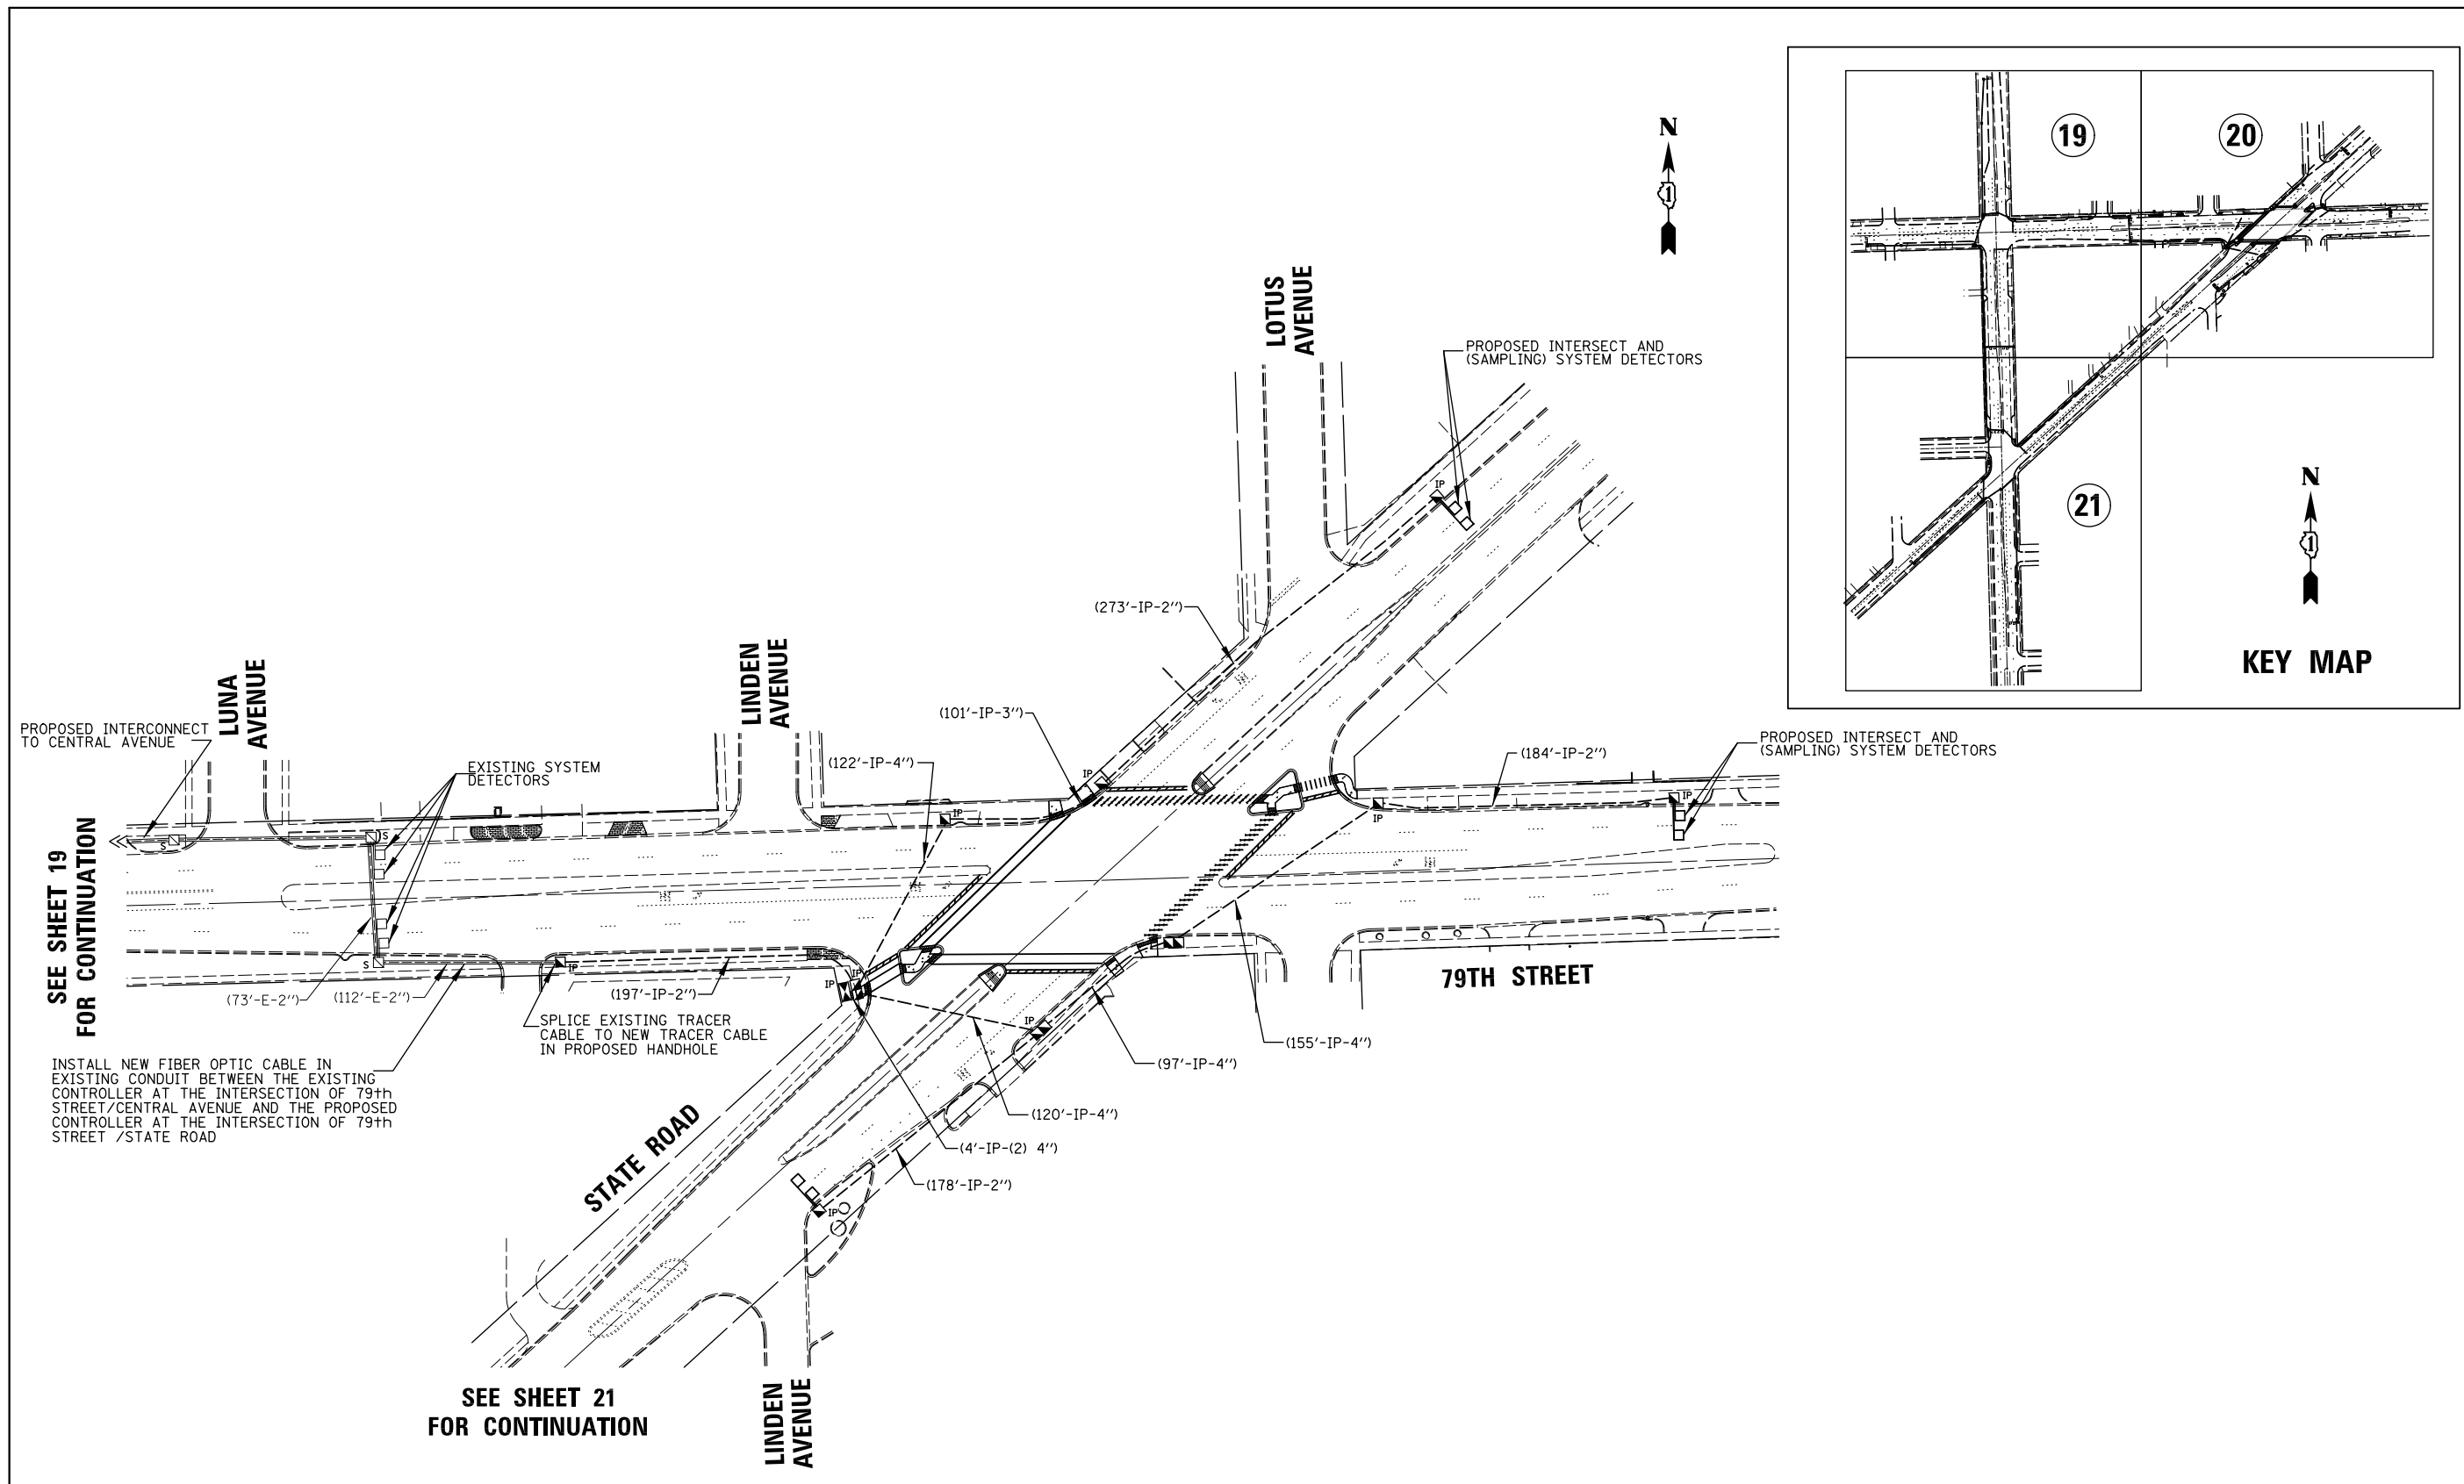 19
20
21
N
1
KEY MAP
N
1
LOTUS
AVENUE
PROPOSED INTERSECT AND
(SAMPLING) SYSTEM DETECTORS
IP
(273'-IP-2'')
LINDEN
AVENUE
LUNA
AVENUE
PROPOSED INTERCONNECT
TO CENTRAL AVENUE
(101'-IP-3'')
EXISTING SYSTEM
DETECTORS
(122'-IP-4'')
IP
(184'-IP-2'')
PROPOSED INTERSECT AND
(SAMPLING) SYSTEM DETECTORS
IP
IP
IP
S
S
SEE SHEET 19
FOR CONTINUATION
S
IP
IP
IP
(73'-E-2'')
(112'-E-2'')
(197'-IP-2'')
79TH STREET
SPLICE EXISTING TRACER
CABLE TO NEW TRACER CABLE
IN PROPOSED HANDHOLE
IP
(155'-IP-4'')
(97'-IP-4'')
INSTALL NEW FIBER OPTIC CABLE IN
EXISTING CONDUIT BETWEEN THE EXISTING
CONTROLLER AT THE INTERSECTION OF 79th
STREET/CENTRAL AVENUE AND THE PROPOSED
CONTROLLER AT THE INTERSECTION OF 79th
STREET /STATE ROAD
(120'-IP-4'')
(4'-IP-(2) 4'')
(178'-IP-2'')
STATE ROAD
IP
SEE SHEET 21
FOR CONTINUATION
LINDEN
AVENUE